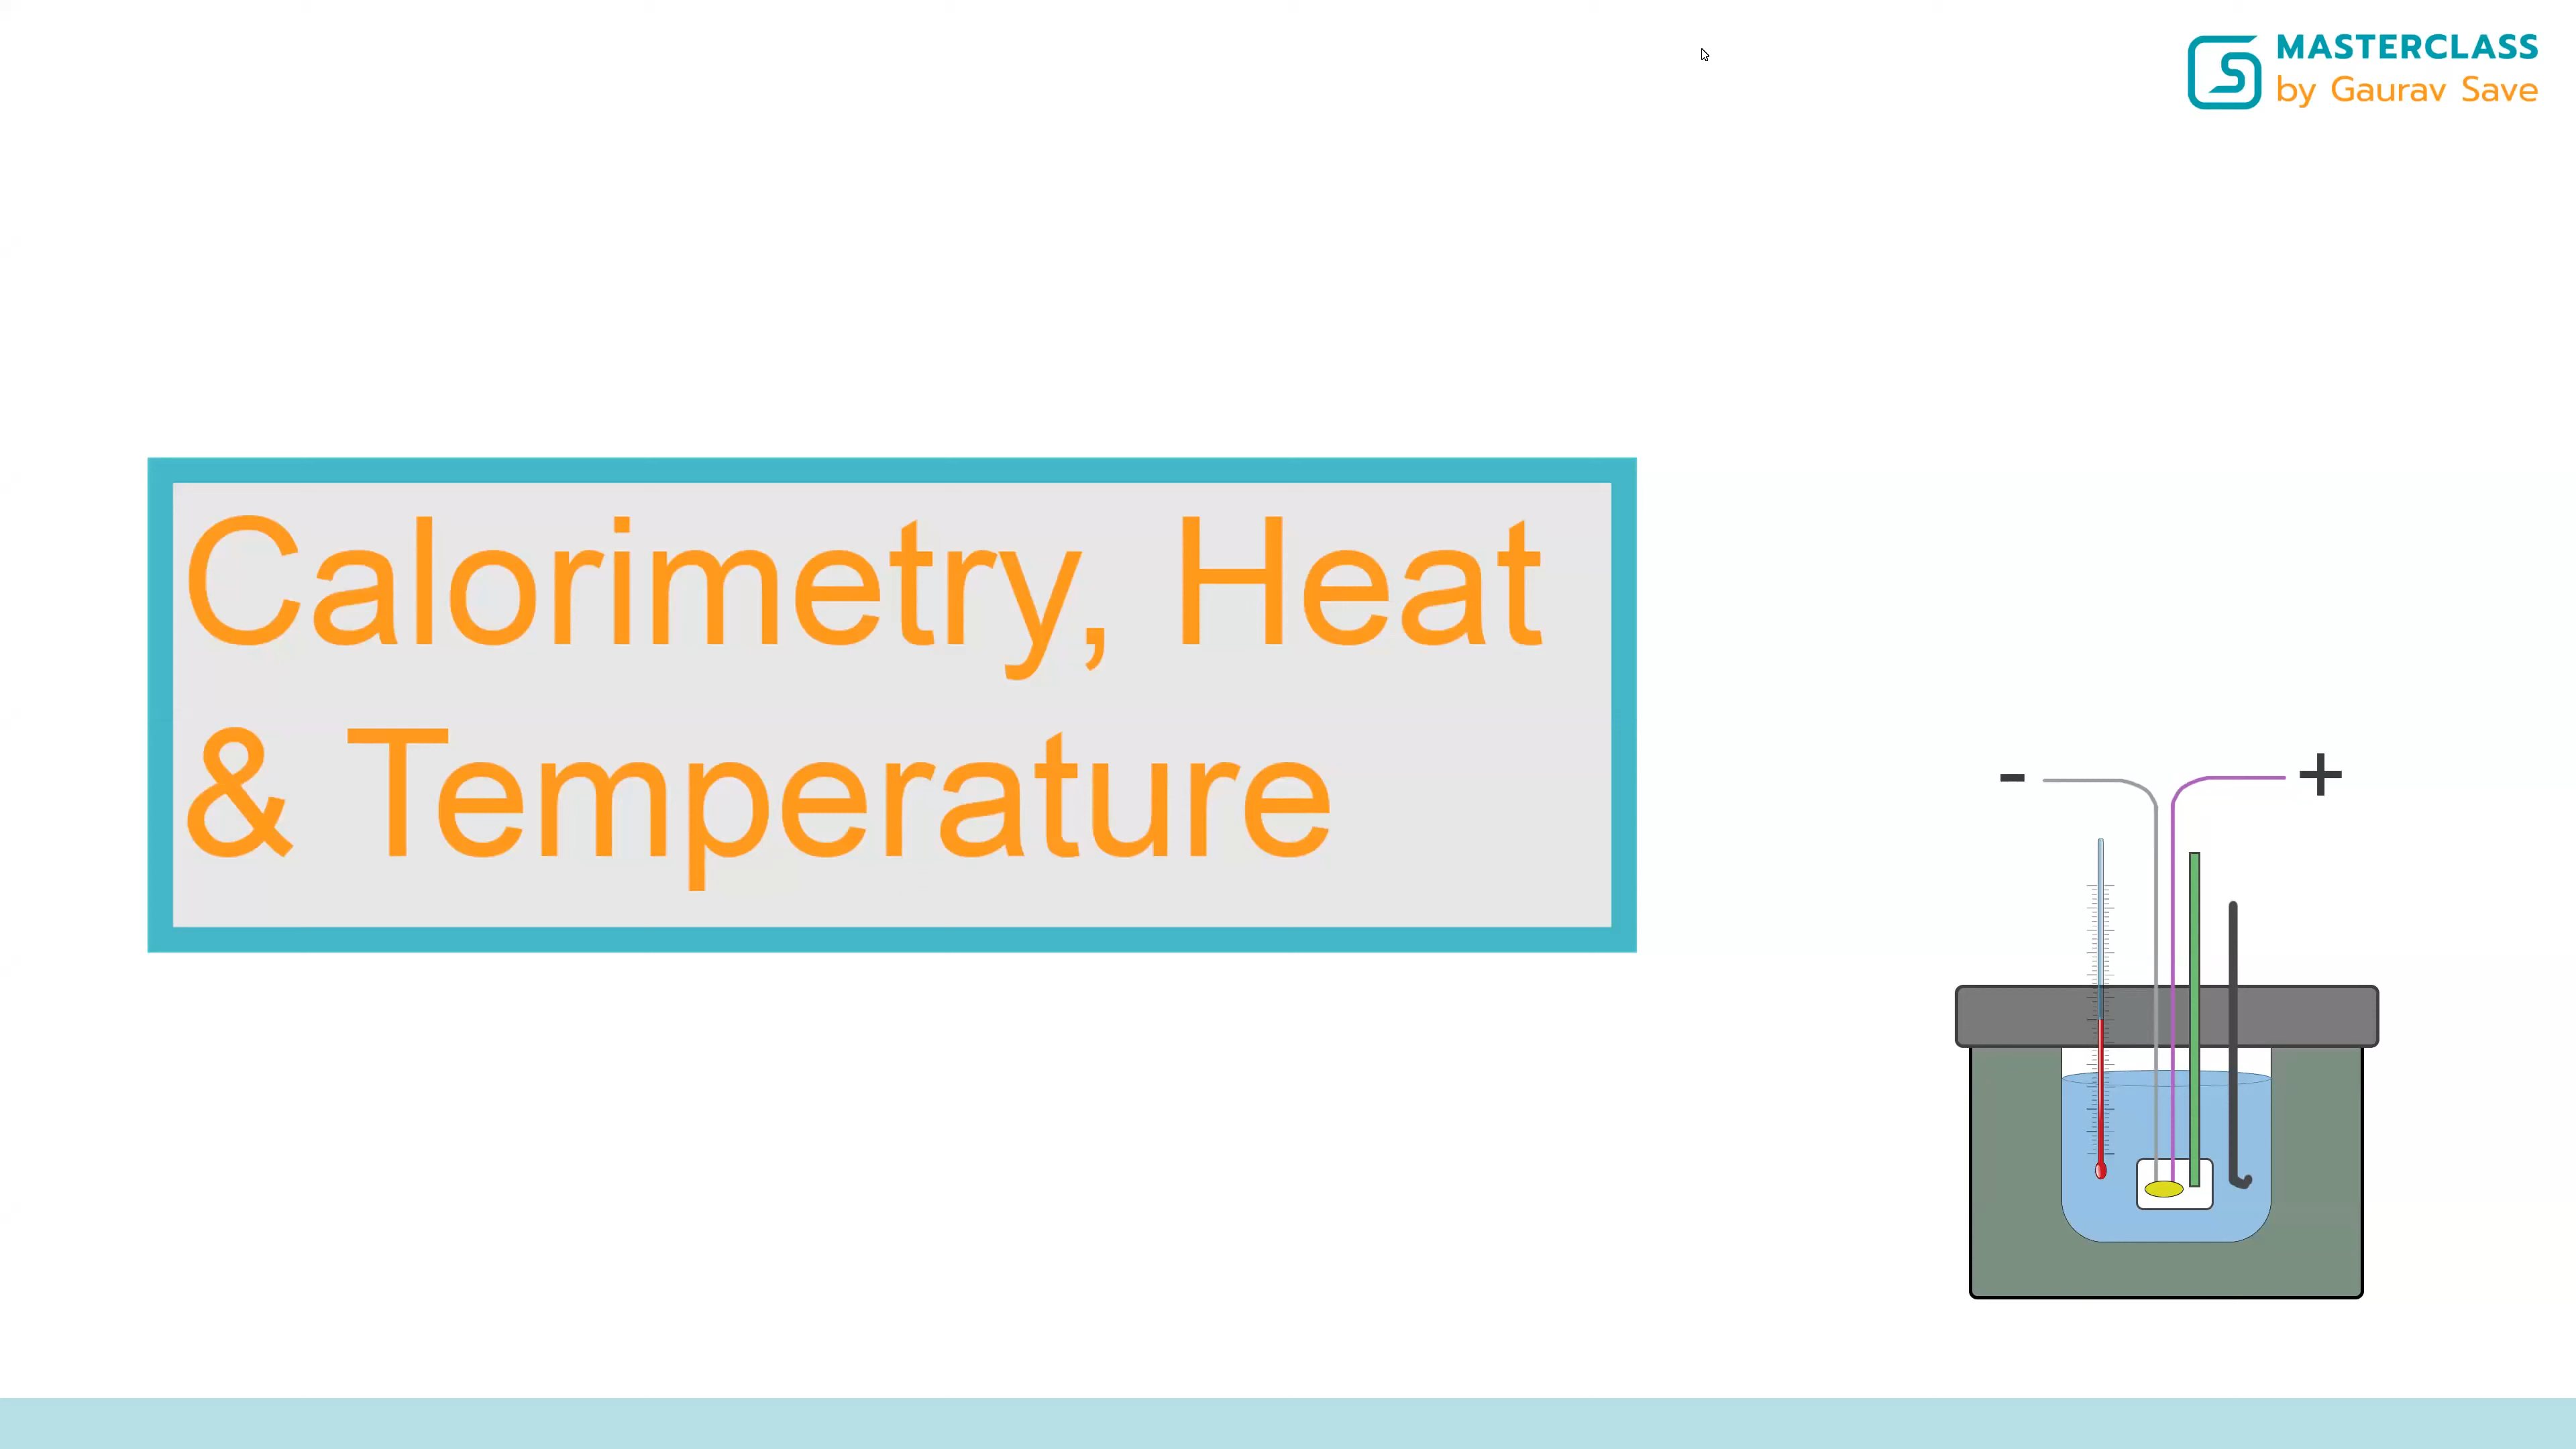 MASTERCLASS
by Gaurav Save
Calorimetry, Heat
& Temperature
- +